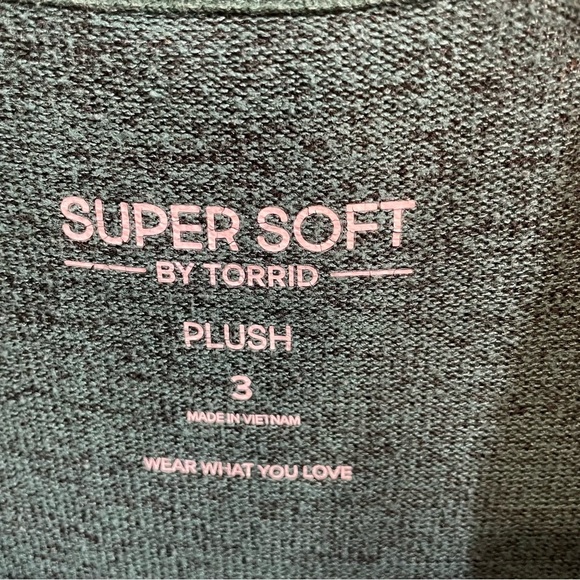 SUPER SOFT
BY TORRID
PLUSH
3
MADE IN VIETNAM
WEAR WHAT YOU LOVE